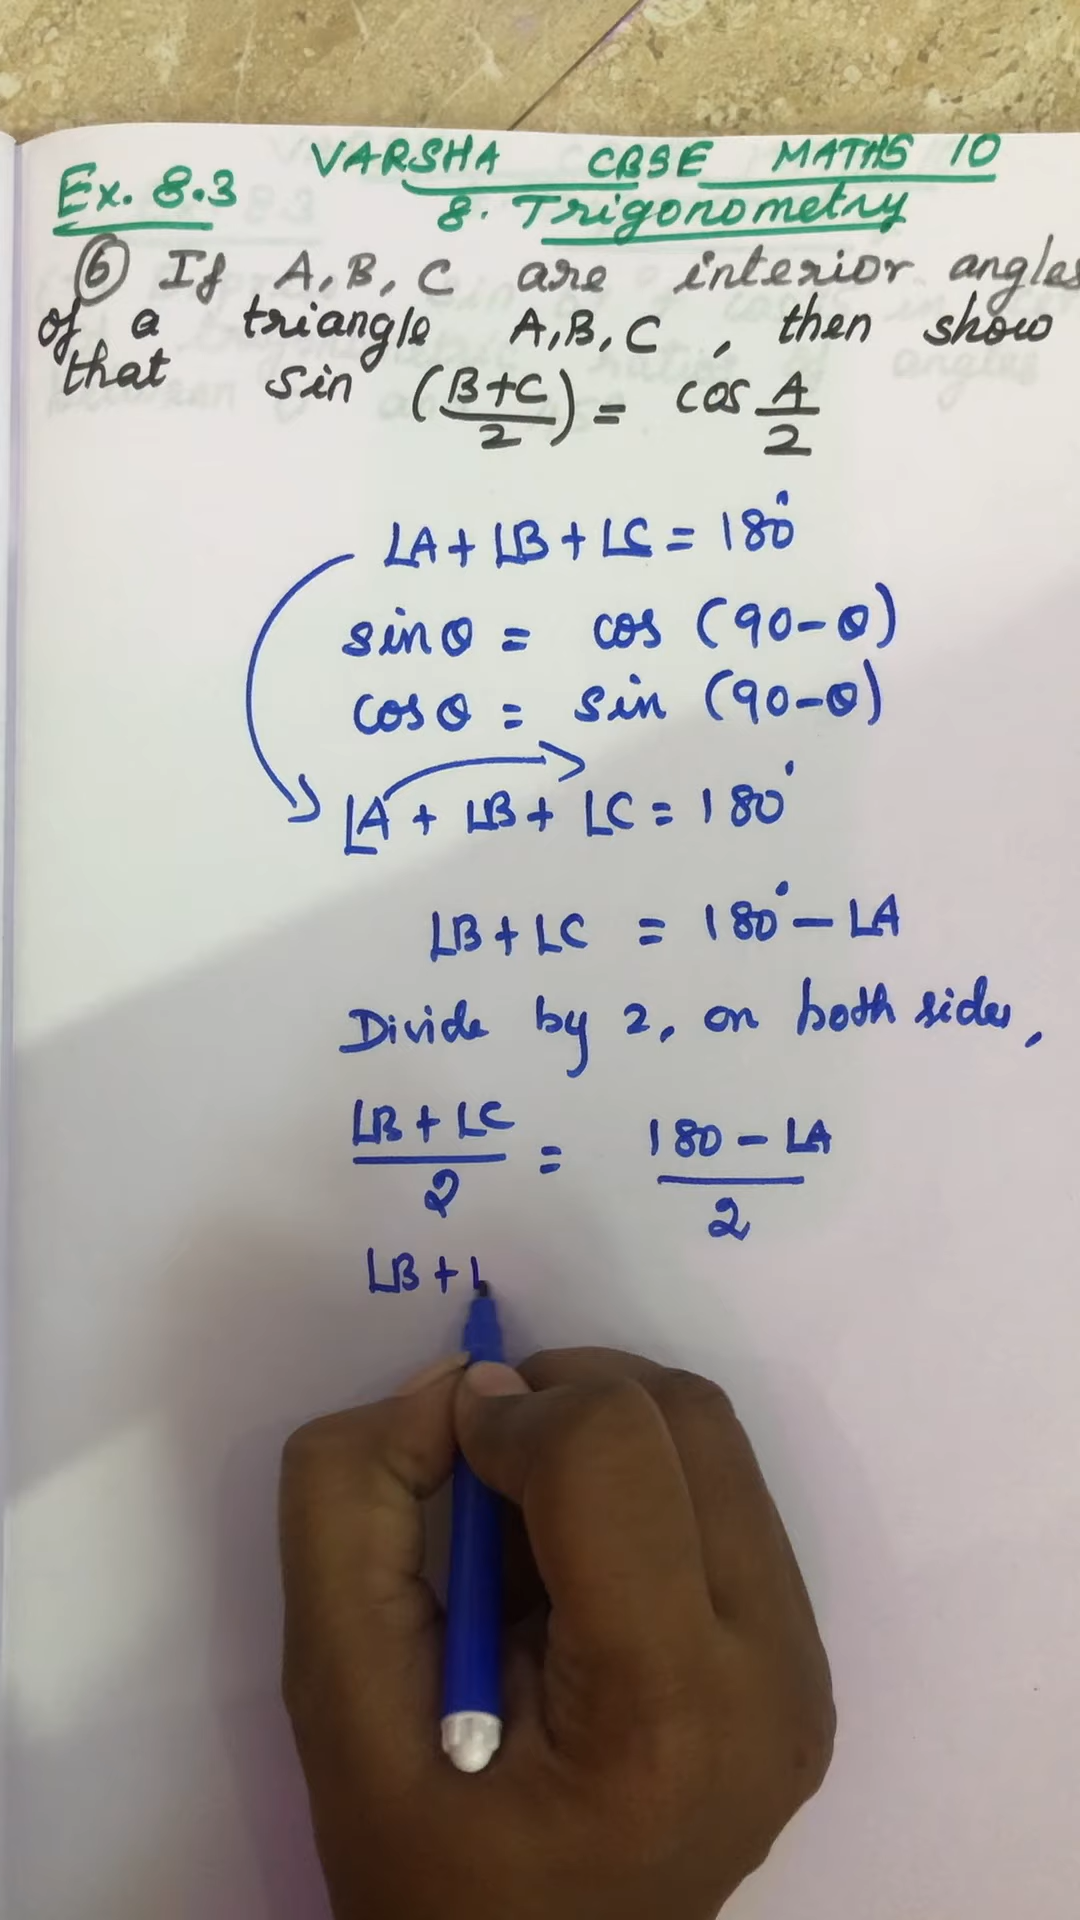 VARSHA CBSE MATHS 10
Ex. 8.3
8. Trigonometry
⑥ If A, B, C are interior angles
of a triangle A, B, C, then show
that sin ((B+C)/2) = cos A/2
∠A + ∠B + ∠C = 180°
sin θ = cos (90-θ)
cos θ = sin (90-θ)
∠A + ∠B + ∠C = 180°
∠B + ∠C = 180° - ∠A
Divide by 2, on both sides,
(∠B + ∠C)/2 = (180 - ∠A)/2
∠B + ∠